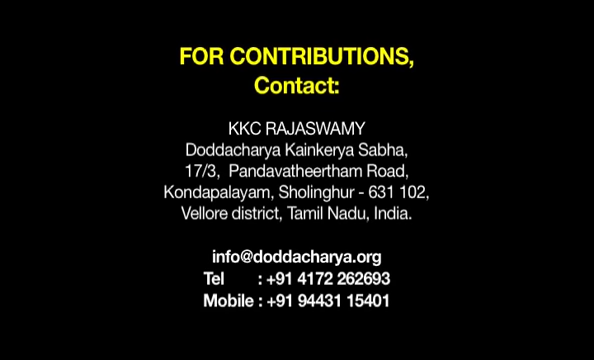 FOR CONTRIBUTIONS,
Contact:
KKC RAJASWAMY
Doddacharya Kainkerya Sabha,
17/3, Pandavatheertham Road,
Kondapalayam, Sholinghur - 631 102,
Vellore district, Tamil Nadu, India.
info@doddacharya.org
Tel : +91 4172 262693
Mobile : +91 94431 15401